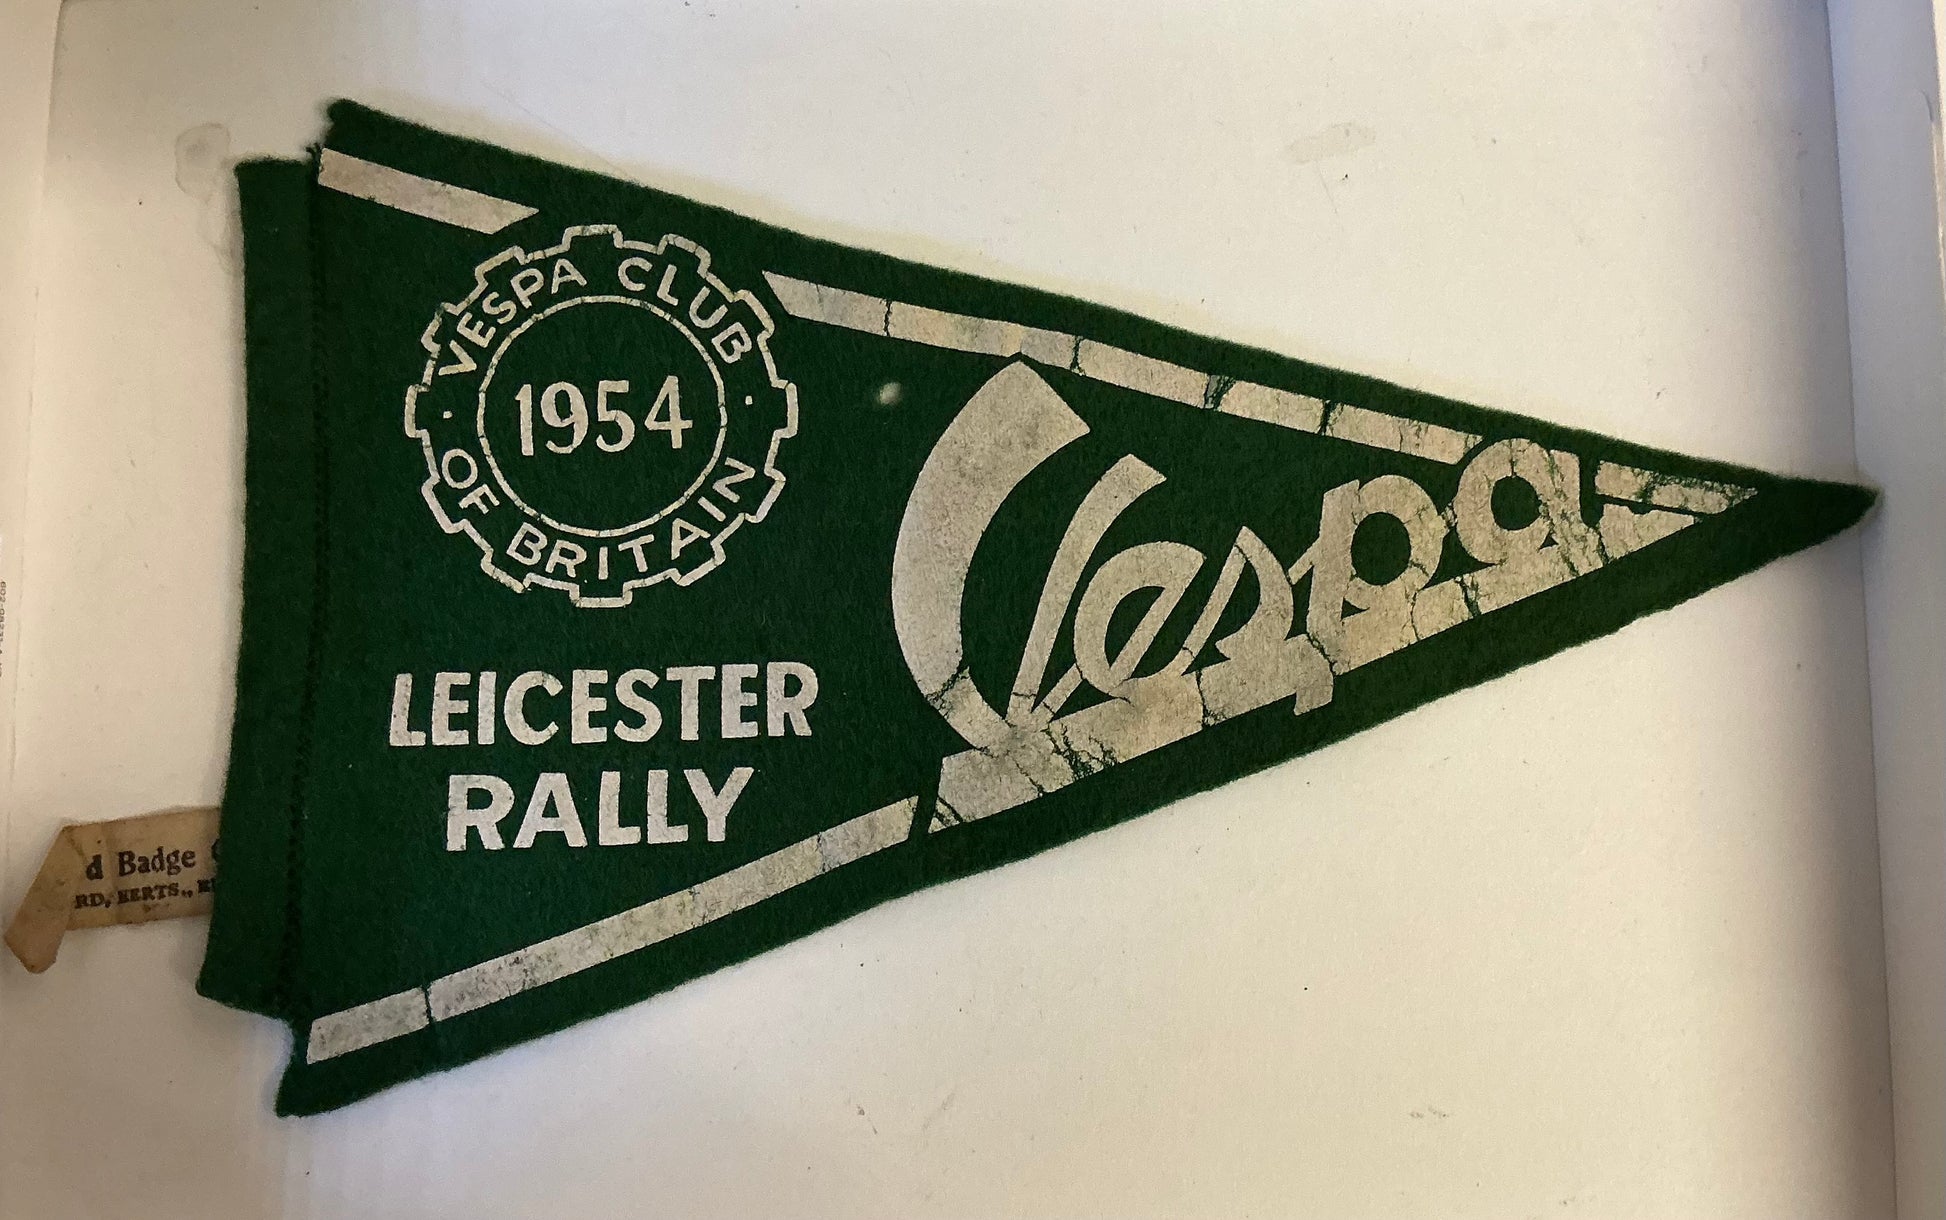 VESPA CLUB
· OF BRITAIN ·
1954
LEICESTER
RALLY
Vespa
d Badge
RD, HERTS.,